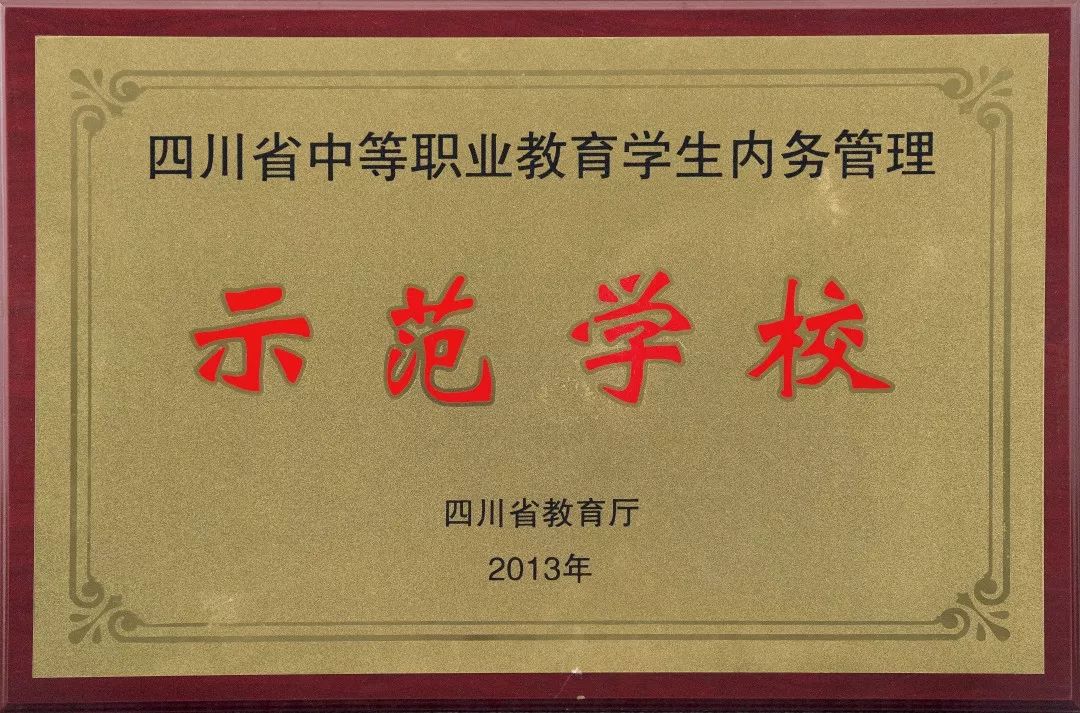 四川省中等职业教育学生内务管理
示范学校
四川省教育厅
2013年